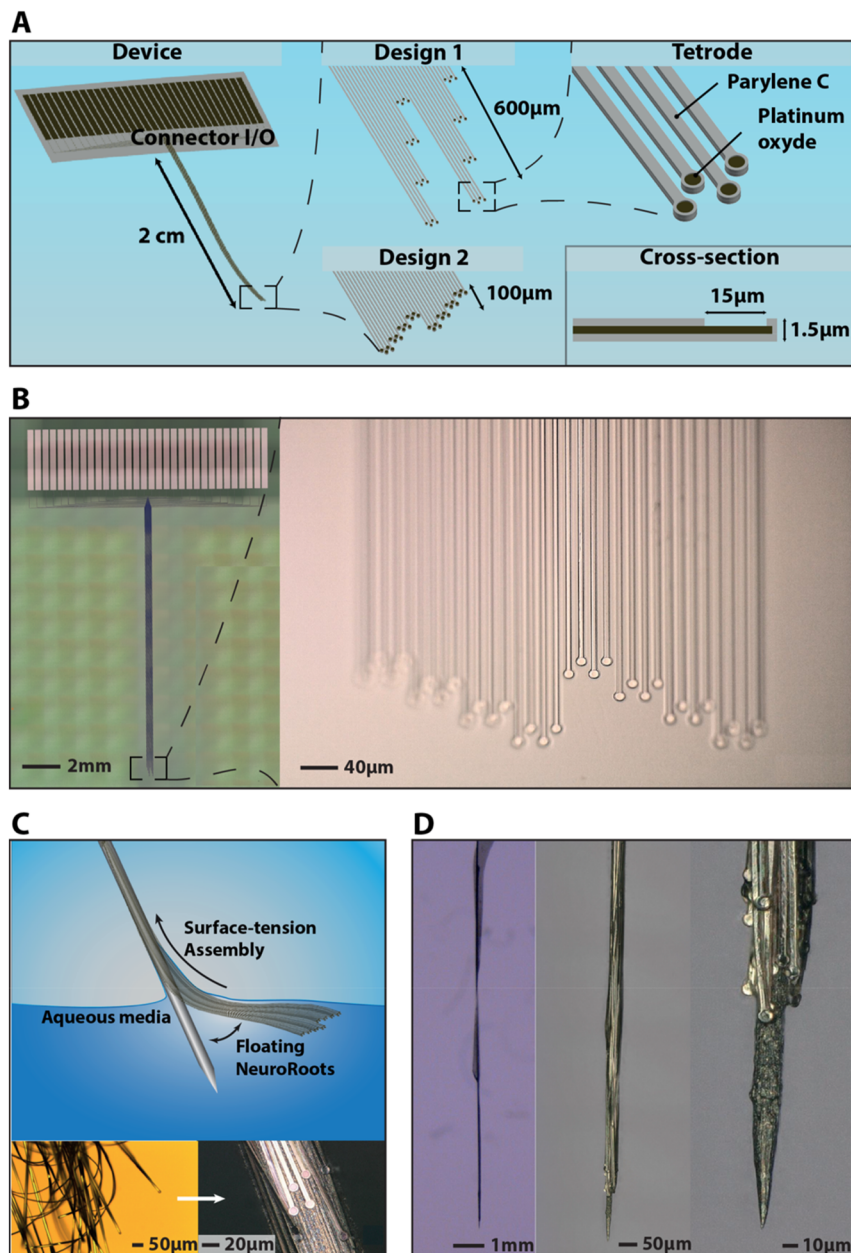 A
Device
Design 1
Tetrode
Connector I/O
600µm
Parylene C
Platinum
oxyde
2 cm
Design 2
100µm
Cross-section
15µm
1.5µm
B
2mm
40µm
C
Surface-tension
Assembly
Aqueous media
Floating
NeuroRoots
50µm
20µm
D
1mm
50µm
10µm